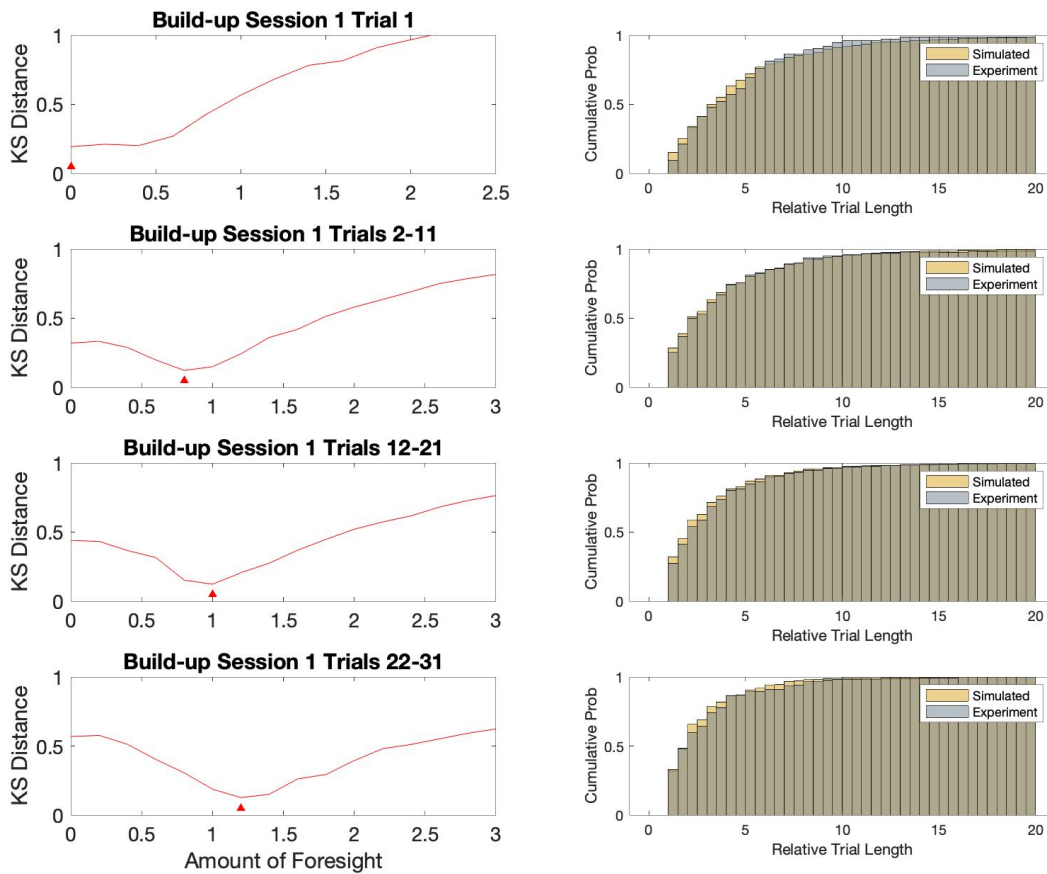 Build-up Session 1 Trial 1
KS Distance
1
0.5
0
0 0.5 1 1.5 2 2.5
Cumulative Prob
1
0.5
0
0 5 10 15 20
Relative Trial Length
Simulated
Experiment
Build-up Session 1 Trials 2-11
KS Distance
1
0.5
0
0 0.5 1 1.5 2 2.5 3
Cumulative Prob
1
0.5
0
0 5 10 15 20
Relative Trial Length
Simulated
Experiment
Build-up Session 1 Trials 12-21
KS Distance
1
0.5
0
0 0.5 1 1.5 2 2.5 3
Cumulative Prob
1
0.5
0
0 5 10 15 20
Relative Trial Length
Simulated
Experiment
Build-up Session 1 Trials 22-31
KS Distance
1
0.5
0
0 0.5 1 1.5 2 2.5 3
Amount of Foresight
Cumulative Prob
1
0.5
0
0 5 10 15 20
Relative Trial Length
Simulated
Experiment